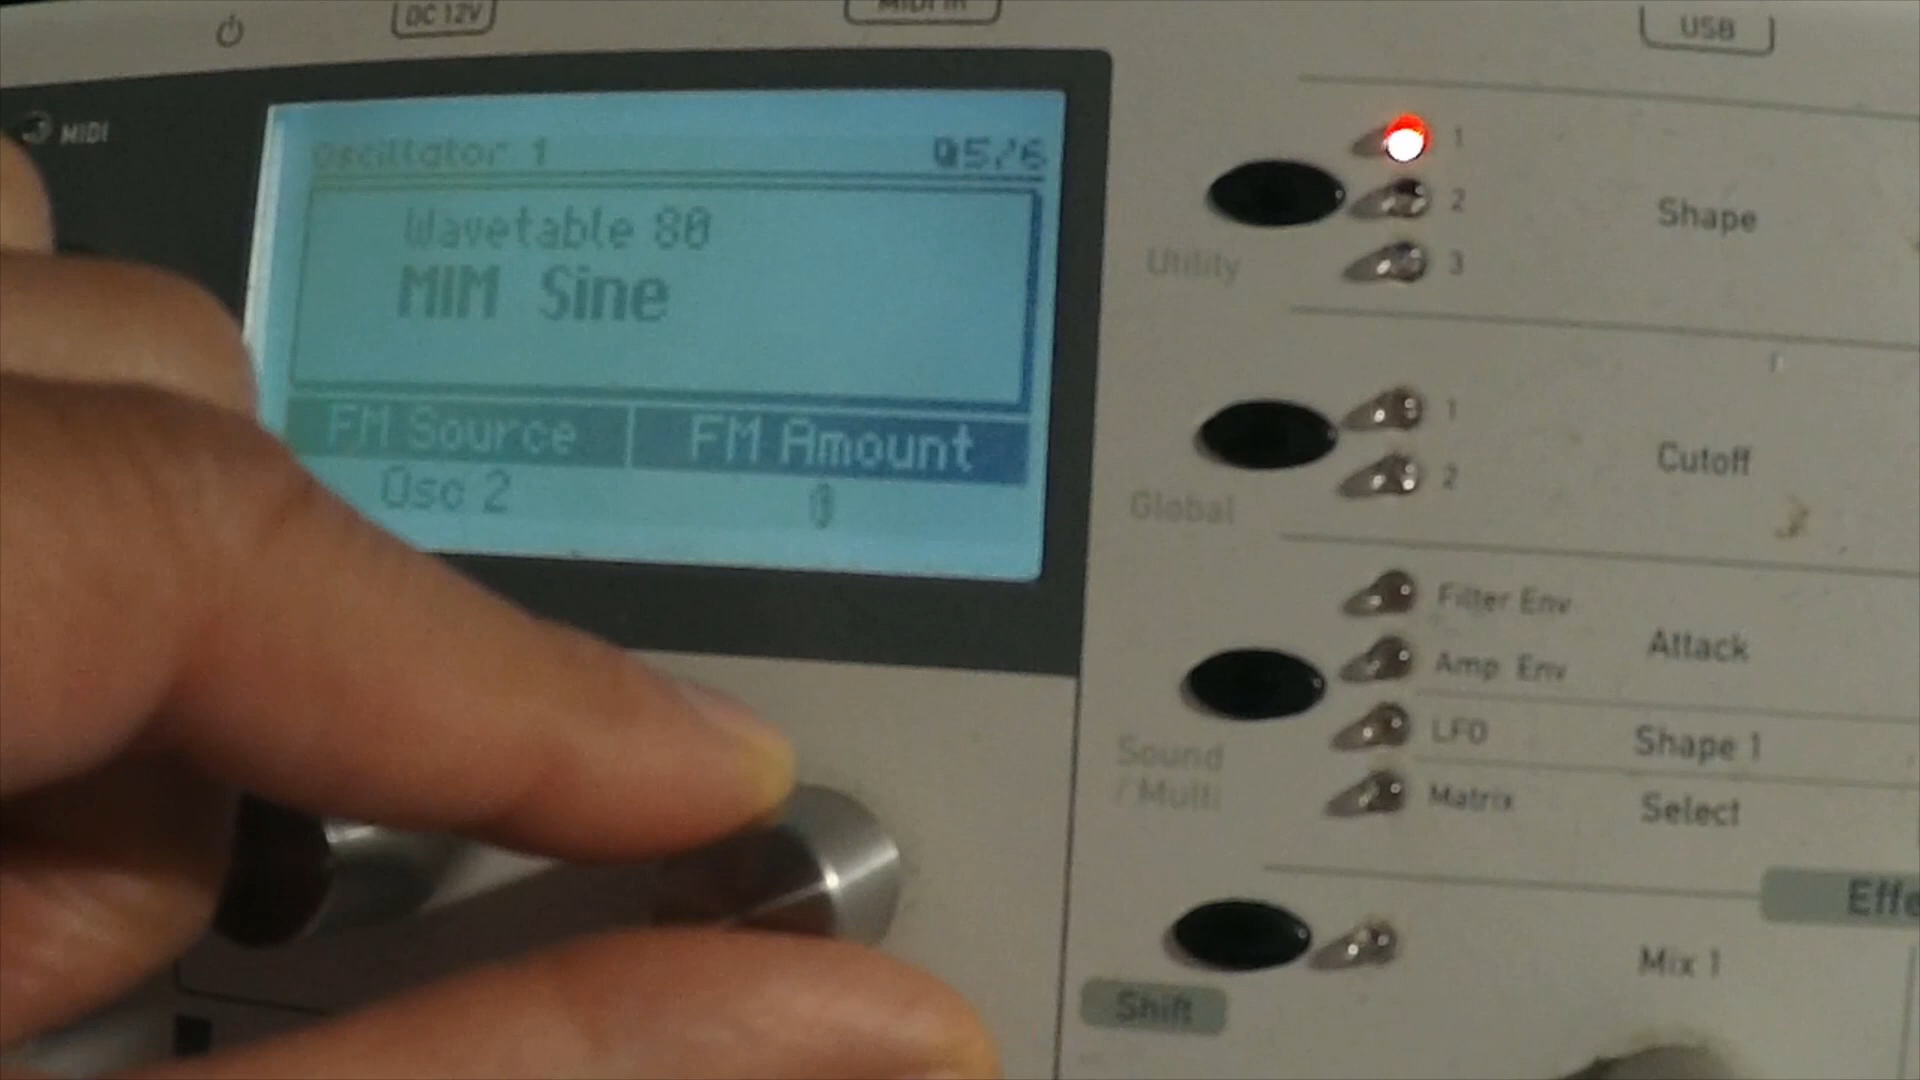 DC 12V
MIDI In
USB
MIDI
Oscillator 1 5/6
Wavetable 80
MIM Sine
FM Source FM Amount
Osc 2 0
1
2
3
Shape
Utility
1
2
Cutoff
Global
Filter Env
Amp Env
Attack
LFO
Shape 1
Matrix
Select
Sound
/ Multi
Mix 1
Shift